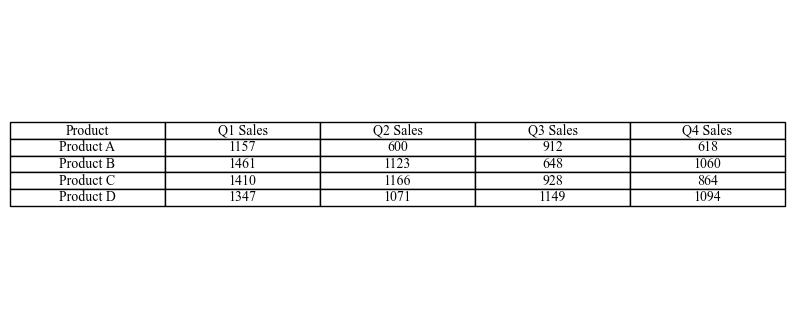 Product Q1 Sales Q2 Sales Q3 Sales Q4 Sales
Product A 1157 600 912 618
Product B 1461 1123 648 1060
Product C 1410 1166 928 864
Product D 1347 1071 1149 1094